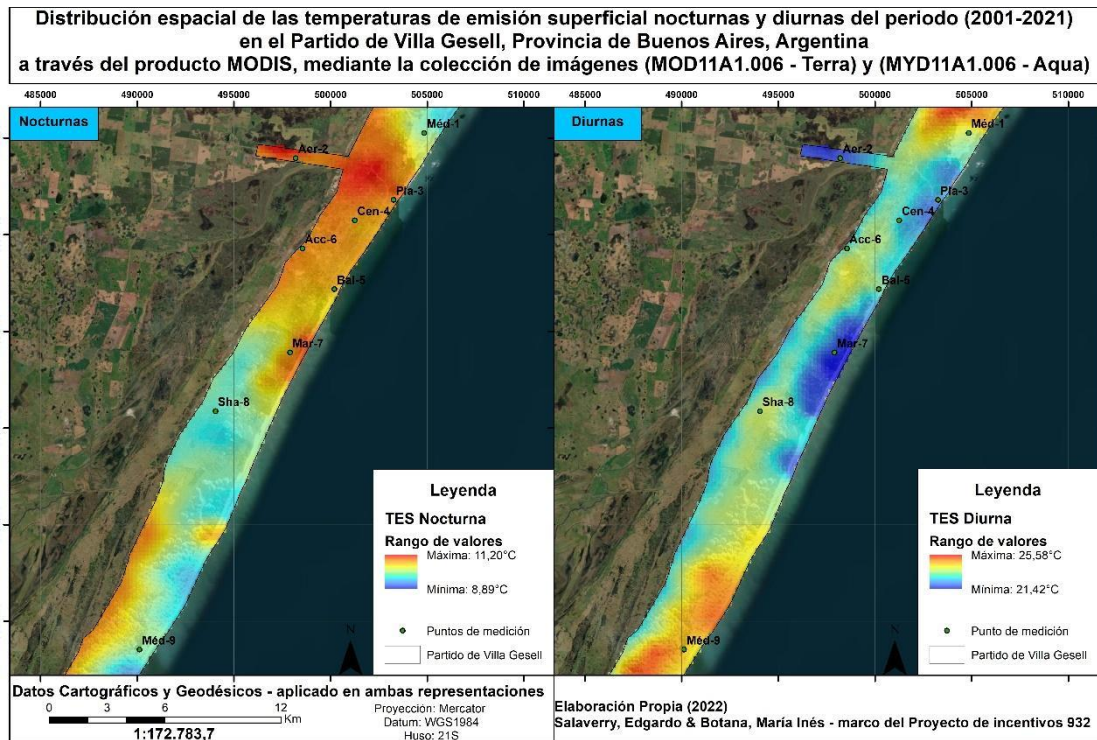 Distribución espacial de las temperaturas de emisión superficial nocturnas y diurnas del periodo (2001-2021)
en el Partido de Villa Gesell, Provincia de Buenos Aires, Argentina
a través del producto MODIS, mediante la colección de imágenes (MOD11A1.006 - Terra) y (MYD11A1.006 - Aqua)
485000 490000 495000 500000 505000 510000
Nocturnas
Méd-1
Aer-2
Pla-3
Cen-4
Acc-6
Bal-5
Mar-7
Sha-8
Méd-9
Leyenda
TES Nocturna
Rango de valores
Máxima: 11,20°C
Mínima: 8,89°C
Puntos de medición
Partido de Villa Gesell
N
485000 490000 495000 500000 505000 510000
Diurnas
Méd-1
Aer-2
Pla-3
Cen-4
Acc-6
Bal-5
Mar-7
Sha-8
Méd-9
Leyenda
TES Diurna
Rango de valores
Máxima: 25,58°C
Mínima: 21,42°C
Punto de medición
Partido de Villa Gesell
N
Datos Cartográficos y Geodésicos - aplicado en ambas representaciones
0 3 6 12
Km
1:172.783,7
Proyección: Mercator
Datum: WGS1984
Huso: 21S
Elaboración Propia (2022)
Salaverry, Edgardo & Botana, María Inés - marco del Proyecto de incentivos 932